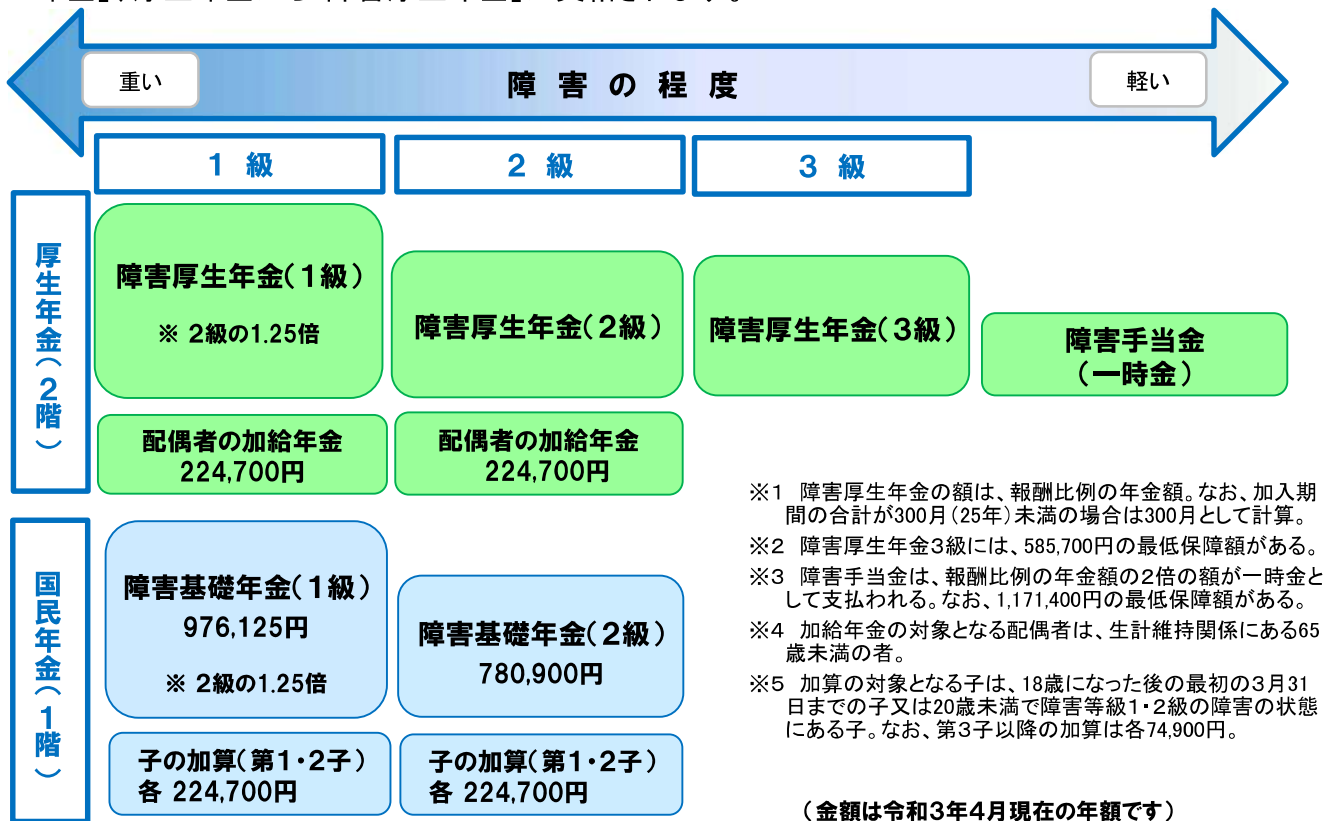 重い
障害の程度
軽い
1 級
2 級
3 級
厚生年金（2階）
障害厚生年金（1級）
※ 2級の1.25倍
障害厚生年金（2級）
障害厚生年金（3級）
障害手当金
（一時金）
配偶者の加給年金
224,700円
配偶者の加給年金
224,700円
国民年金（1階）
障害基礎年金（1級）
976,125円
※ 2級の1.25倍
障害基礎年金（2級）
780,900円
子の加算（第1・2子）
各 224,700円
子の加算（第1・2子）
各 224,700円
※1 障害厚生年金の額は、報酬比例の年金額。なお、加入期
間の合計が300月（25年）未満の場合は300月として計算。
※2 障害厚生年金3級には、585,700円の最低保障額がある。
※3 障害手当金は、報酬比例の年金額の2倍の額が一時金と
して支払われる。なお、1,171,400円の最低保障額がある。
※4 加給年金の対象となる配偶者は、生計維持関係にある65
歳未満の者。
※5 加算の対象となる子は、18歳になった後の最初の3月31
日までの子又は20歳未満で障害等級1・2級の障害の状態
にある子。なお、第3子以降の加算は各74,900円。
（金額は令和3年4月現在の年額です）